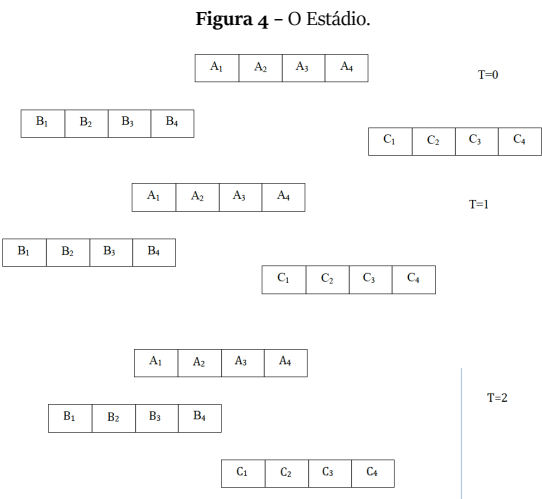 Figura 4 – O Estádio.
A₁ A₂ A₃ A₄
T=0
B₁ B₂ B₃ B₄
C₁ C₂ C₃ C₄
A₁ A₂ A₃ A₄
T=1
B₁ B₂ B₃ B₄
C₁ C₂ C₃ C₄
A₁ A₂ A₃ A₄
T=2
B₁ B₂ B₃ B₄
C₁ C₂ C₃ C₄